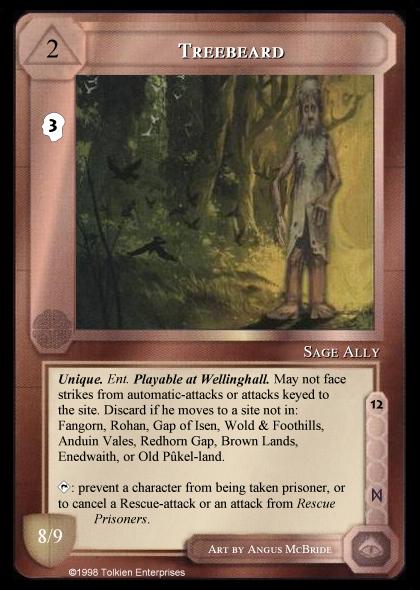 2
TREEBEARD
3
SAGE ALLY
Unique. Ent. Playable at Wellinghall. May not face
strikes from automatic-attacks or attacks keyed to
the site. Discard if he moves to a site not in:
Fangorn, Rohan, Gap of Isen, Wold & Foothills,
Anduin Vales, Redhorn Gap, Brown Lands,
Enedwaith, or Old Pûkel-land.
: prevent a character from being taken prisoner, or
to cancel a Rescue-attack or an attack from Rescue
Prisoners.
12
ᛞ
8/9
ART BY ANGUS MCBRIDE
©1998 Tolkien Enterprises